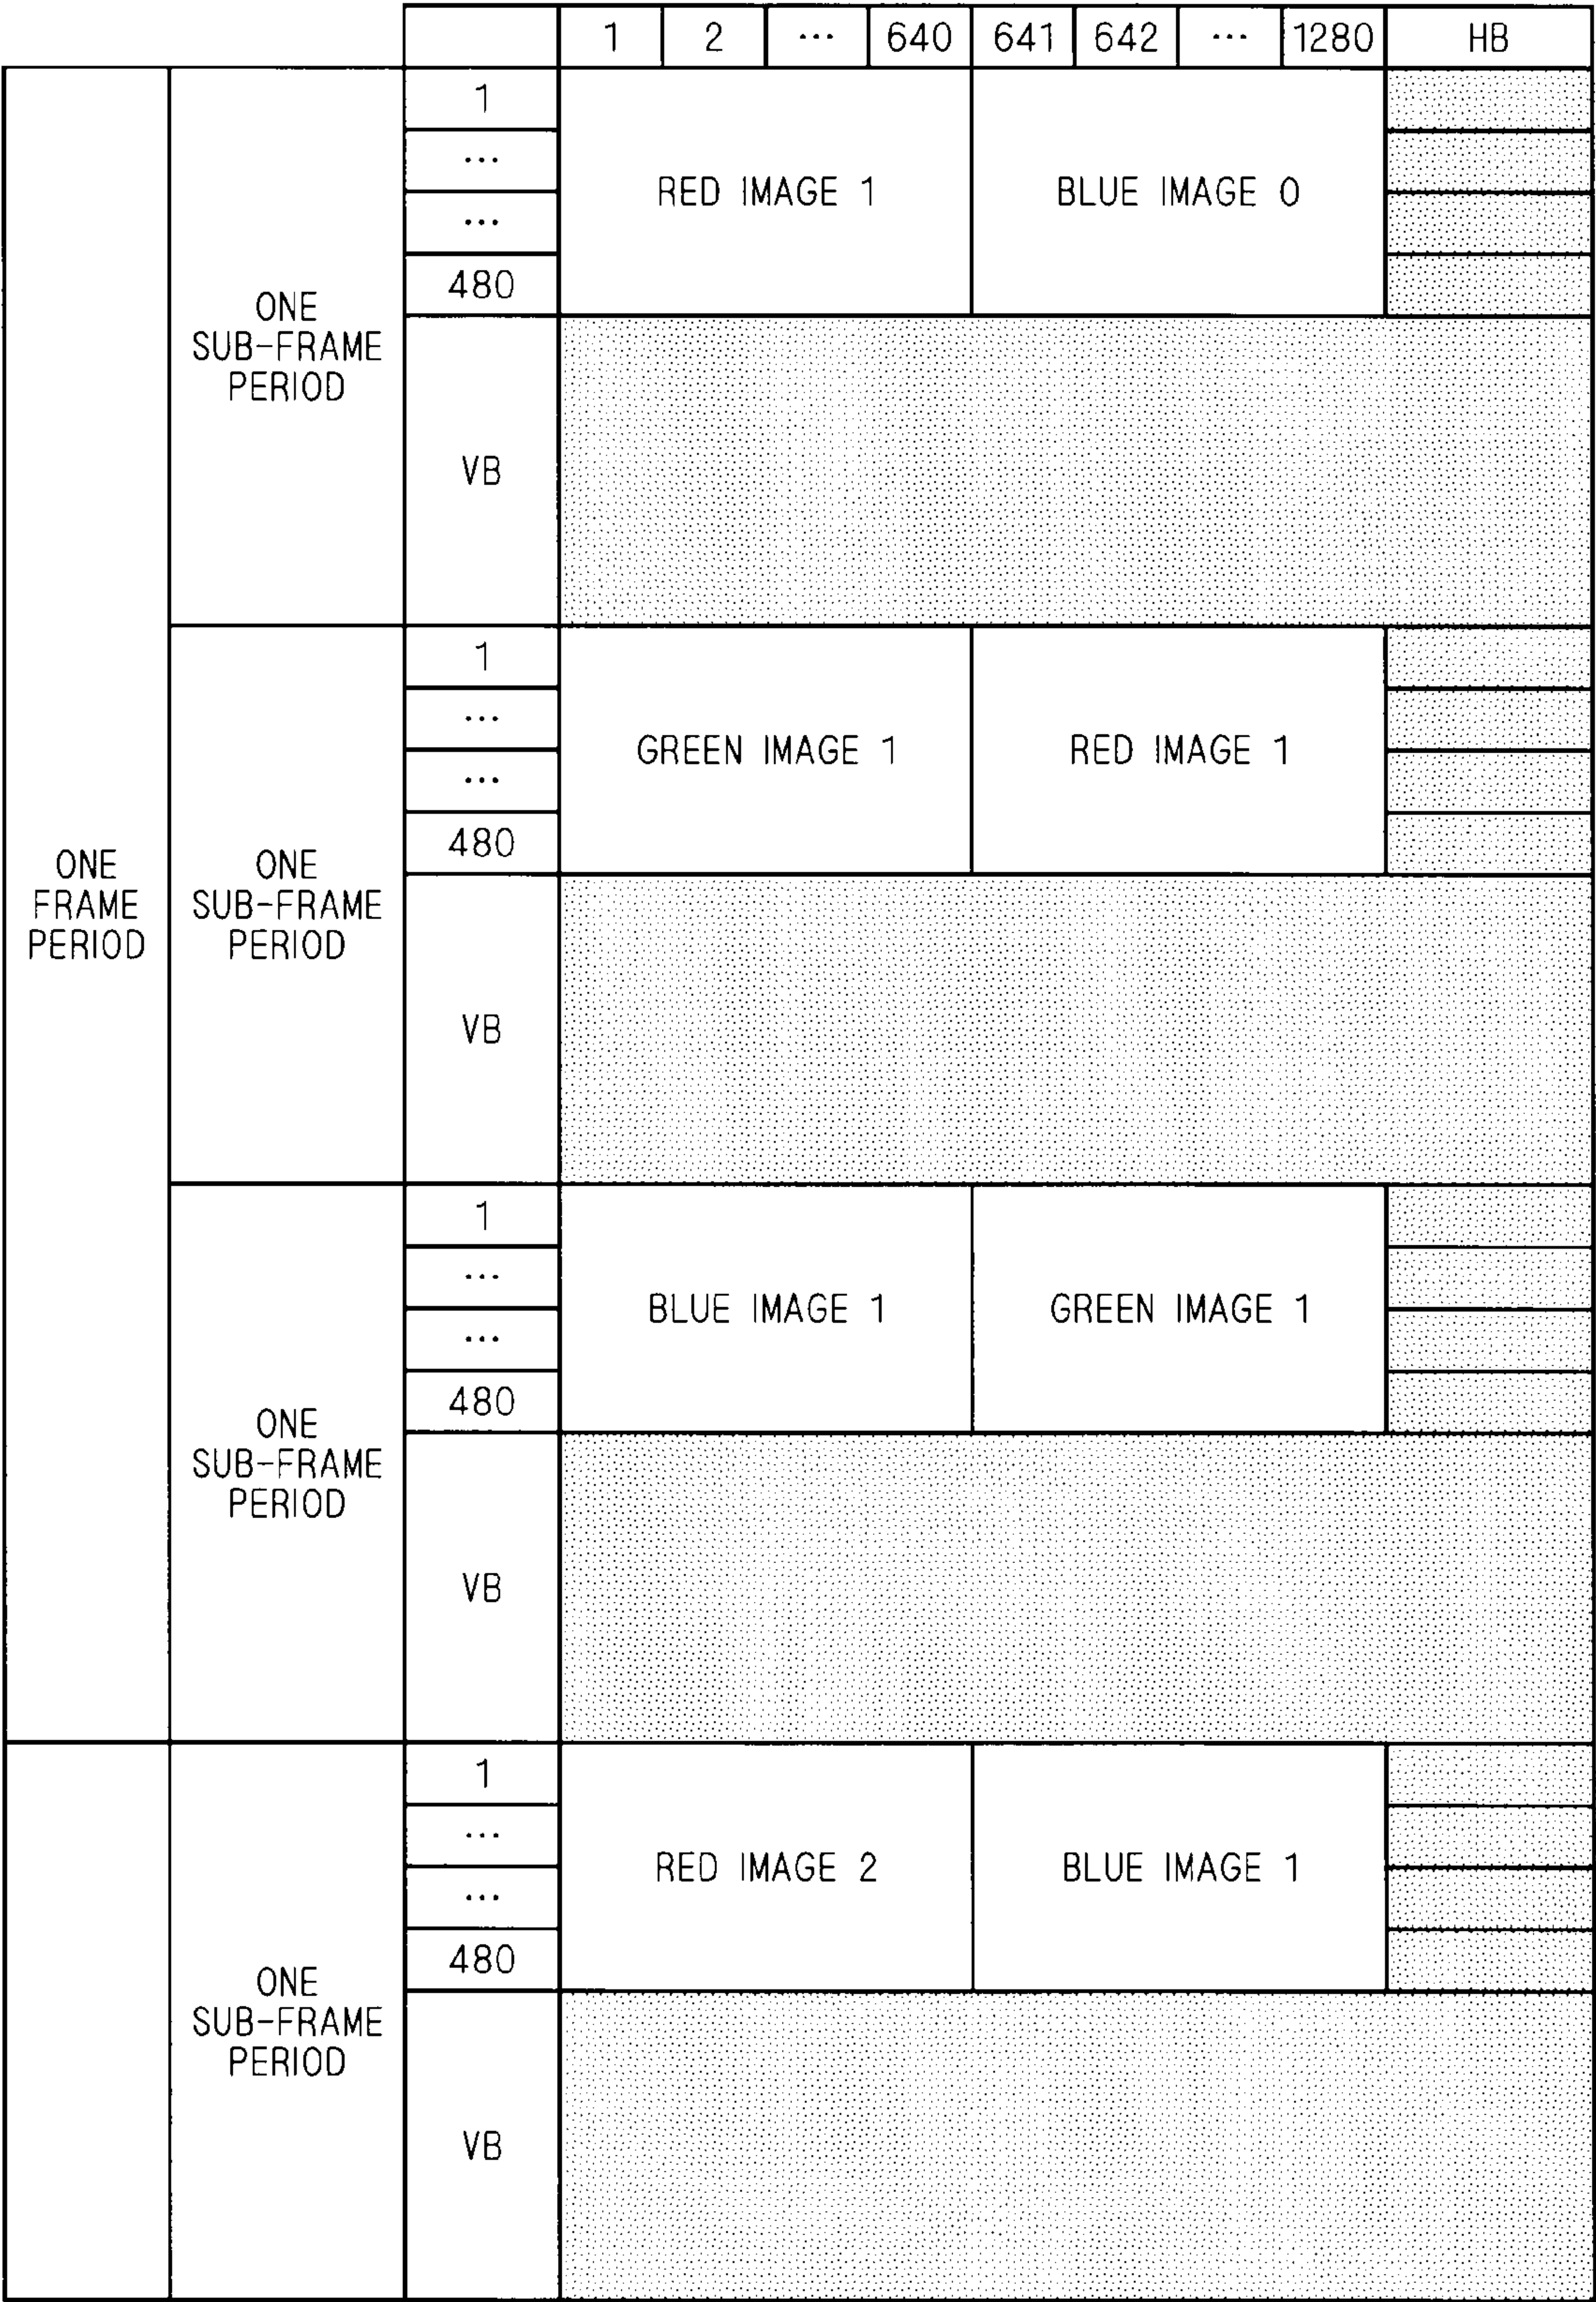 1 2 … 640 641 642 … 1280 HB
ONE
FRAME
PERIOD
ONE
SUB-FRAME
PERIOD
1
…
…
480
VB
RED IMAGE 1
BLUE IMAGE 0
ONE
SUB-FRAME
PERIOD
1
…
…
480
VB
GREEN IMAGE 1
RED IMAGE 1
ONE
SUB-FRAME
PERIOD
1
…
…
480
VB
BLUE IMAGE 1
GREEN IMAGE 1
ONE
SUB-FRAME
PERIOD
1
…
…
480
VB
RED IMAGE 2
BLUE IMAGE 1